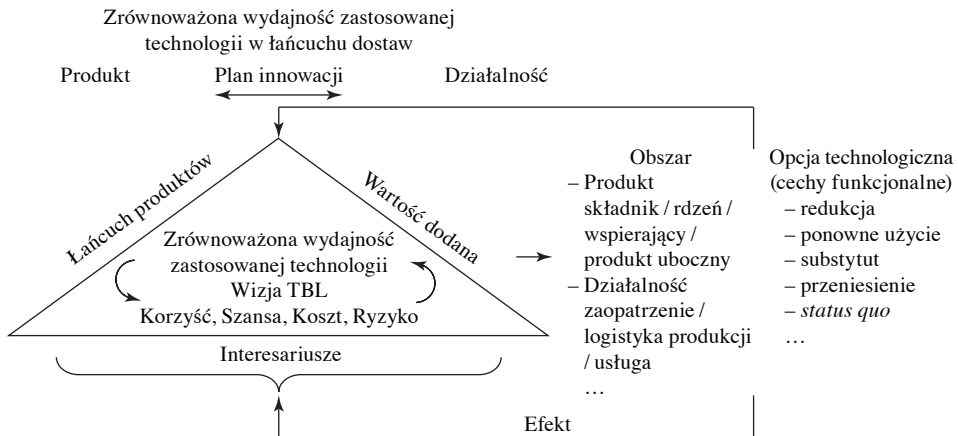 Zrównoważona wydajność zastosowanej
technologii w łańcuchu dostaw
Produkt
Plan innowacji
Działalność
Łańcuch produktów
Wartość dodana
Zrównoważona wydajność
zastosowanej technologii
Wizja TBL
Korzyść, Szansa, Koszt, Ryzyko
Interesariusze
Obszar
– Produkt
składnik / rdzeń /
wspierający /
produkt uboczny
– Działalność
zaopatrzenie /
logistyka produkcji
/ usługa
…
Opcja technologiczna
(cechy funkcjonalne)
– redukcja
– ponowne użycie
– substytut
– przeniesienie
– status quo
…
Efekt